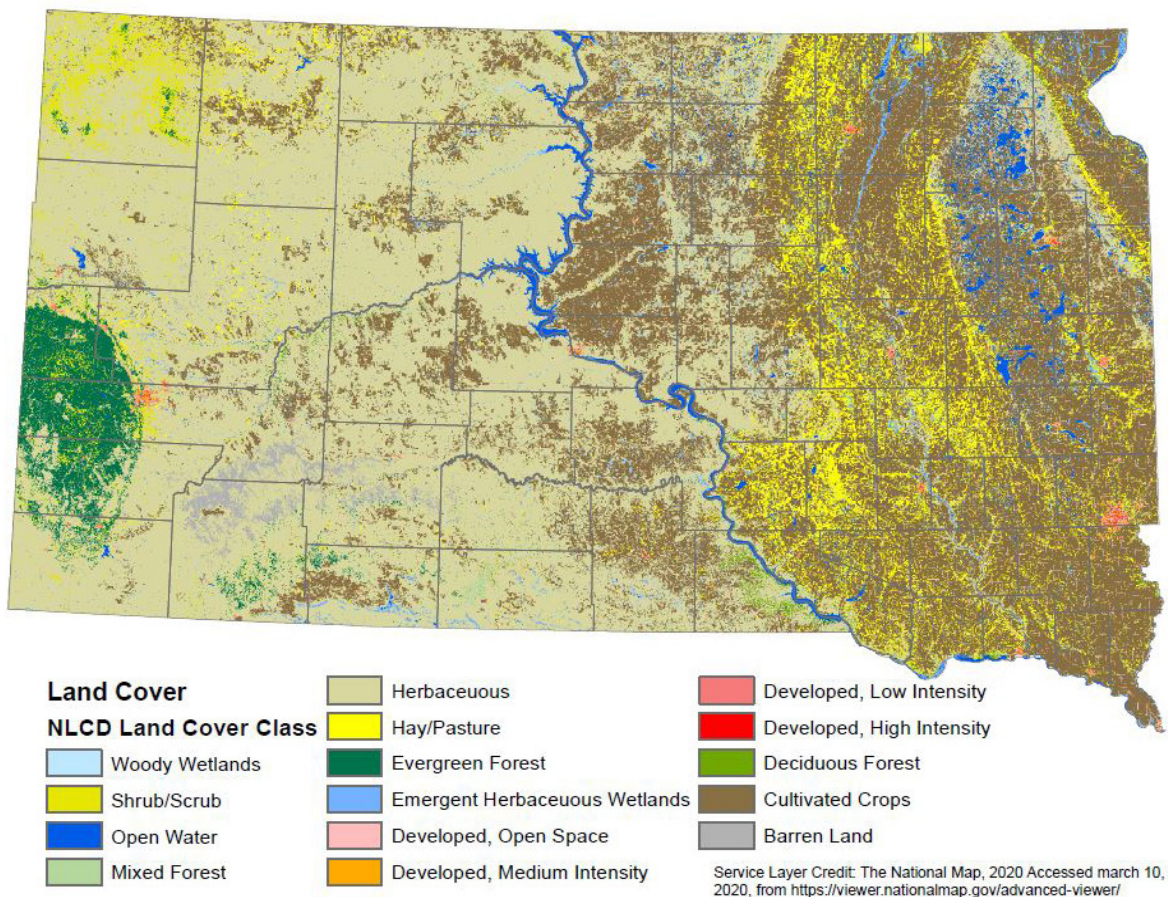 Land Cover
NLCD Land Cover Class
Woody Wetlands
Shrub/Scrub
Open Water
Mixed Forest
Herbaceuous
Hay/Pasture
Evergreen Forest
Emergent Herbaceuous Wetlands
Developed, Open Space
Developed, Medium Intensity
Developed, Low Intensity
Developed, High Intensity
Deciduous Forest
Cultivated Crops
Barren Land
Service Layer Credit: The National Map, 2020 Accessed march 10,
2020, from https://viewer.nationalmap.gov/advanced-viewer/